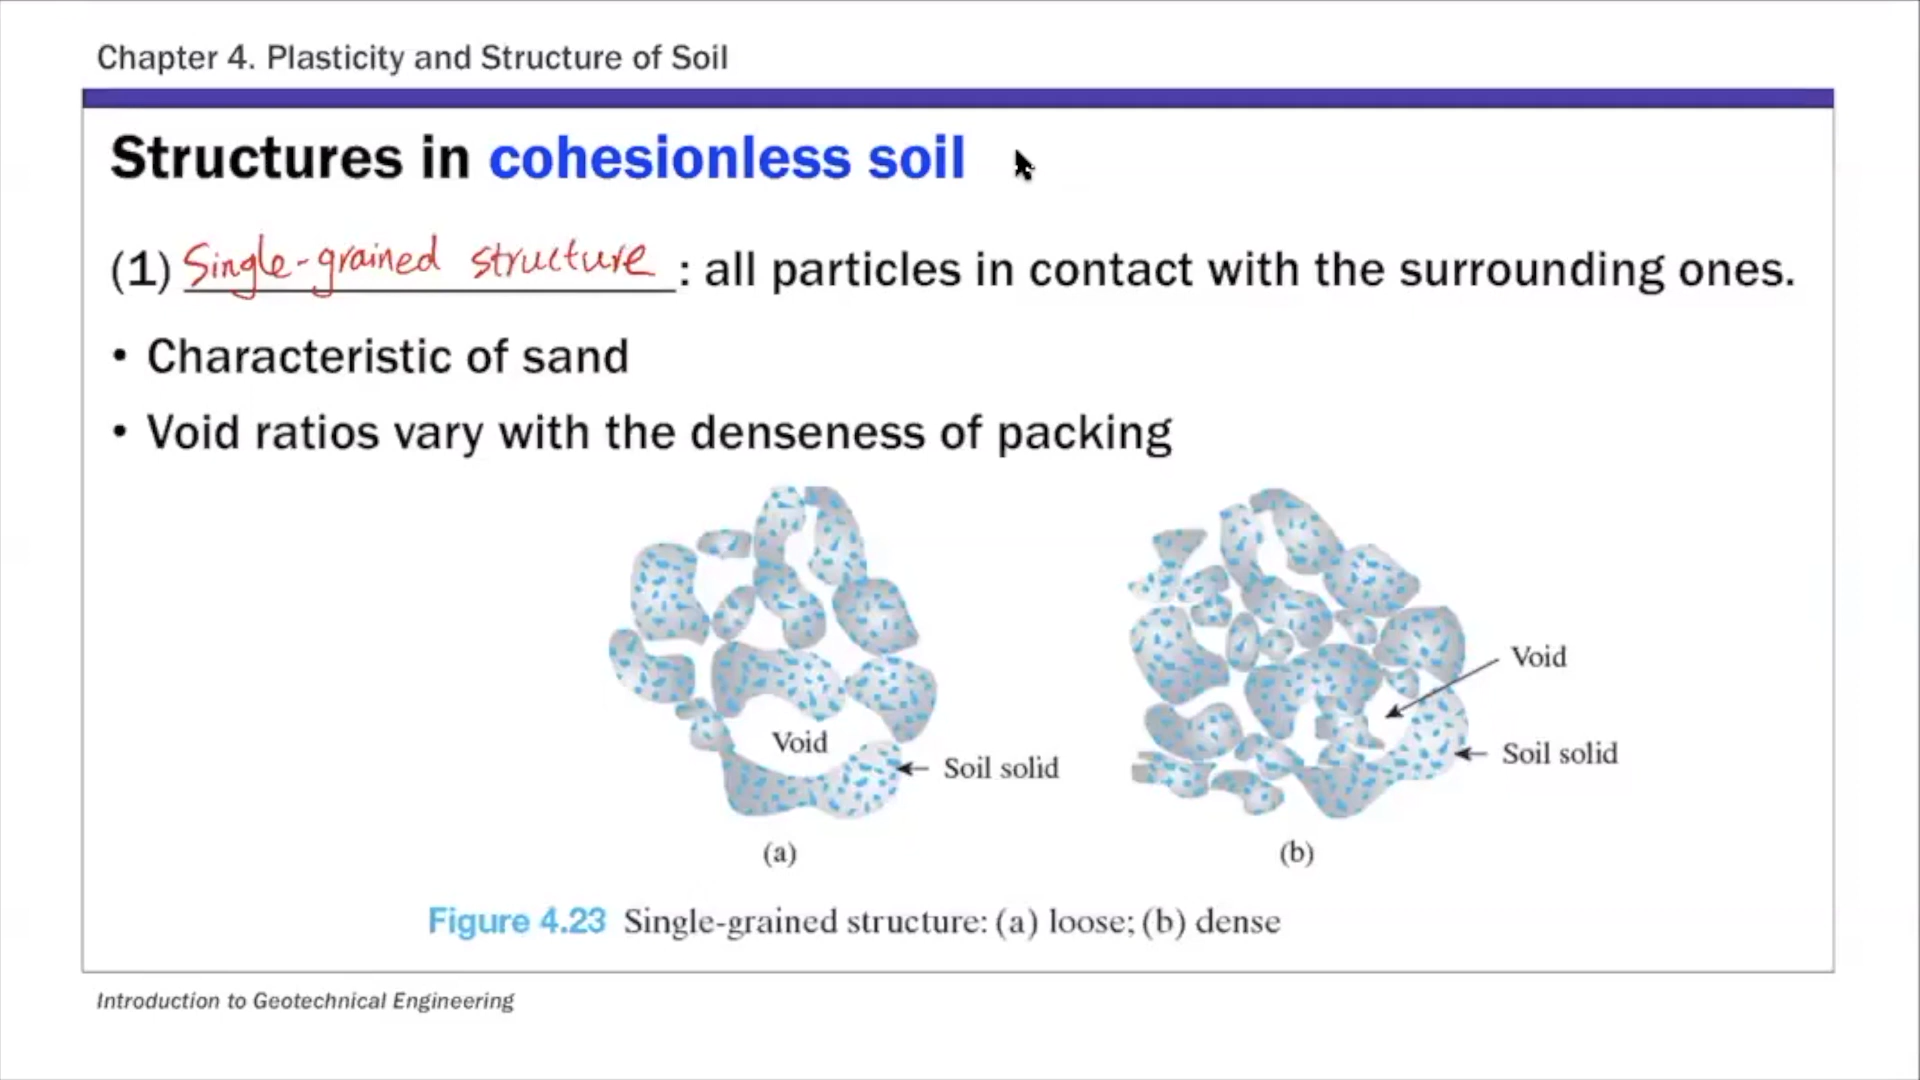 Chapter 4. Plasticity and Structure of Soil
Structures in cohesionless soil
(1) Single-grained structure : all particles in contact with the surrounding ones.
• Characteristic of sand
• Void ratios vary with the denseness of packing
Void
Soil solid
(a)
Void
Soil solid
(b)
Figure 4.23 Single-grained structure: (a) loose; (b) dense
Introduction to Geotechnical Engineering